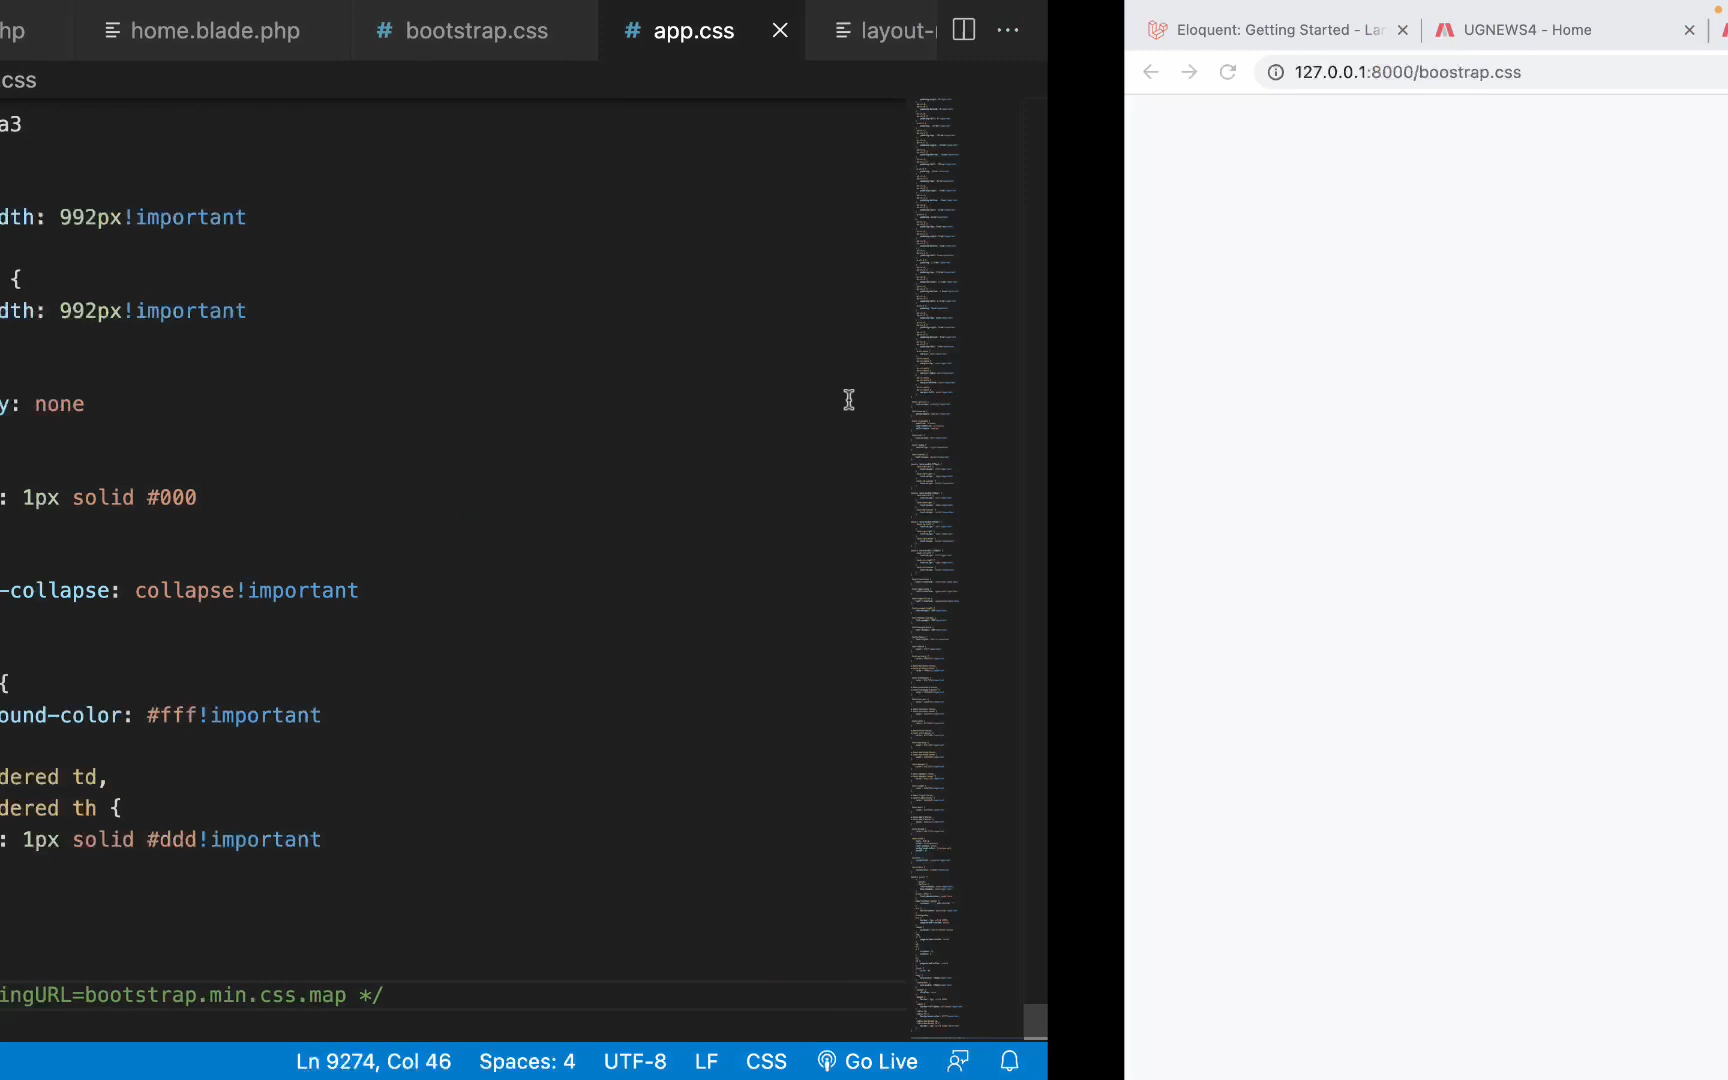 hp
home.blade.php
# bootstrap.css
# app.css
layout-
css
a3
dth: 992px!important
{
dth: 992px!important
y: none
: 1px solid #000
-collapse: collapse!important
{
ound-color: #fff!important
dered td,
dered th {
: 1px solid #ddd!important
ingURL=bootstrap.min.css.map */
Ln 9274, Col 46
Spaces: 4
UTF-8
LF
CSS
Go Live
Eloquent: Getting Started - Lar
UGNEWS4 - Home
127.0.0.1:8000/boostrap.css